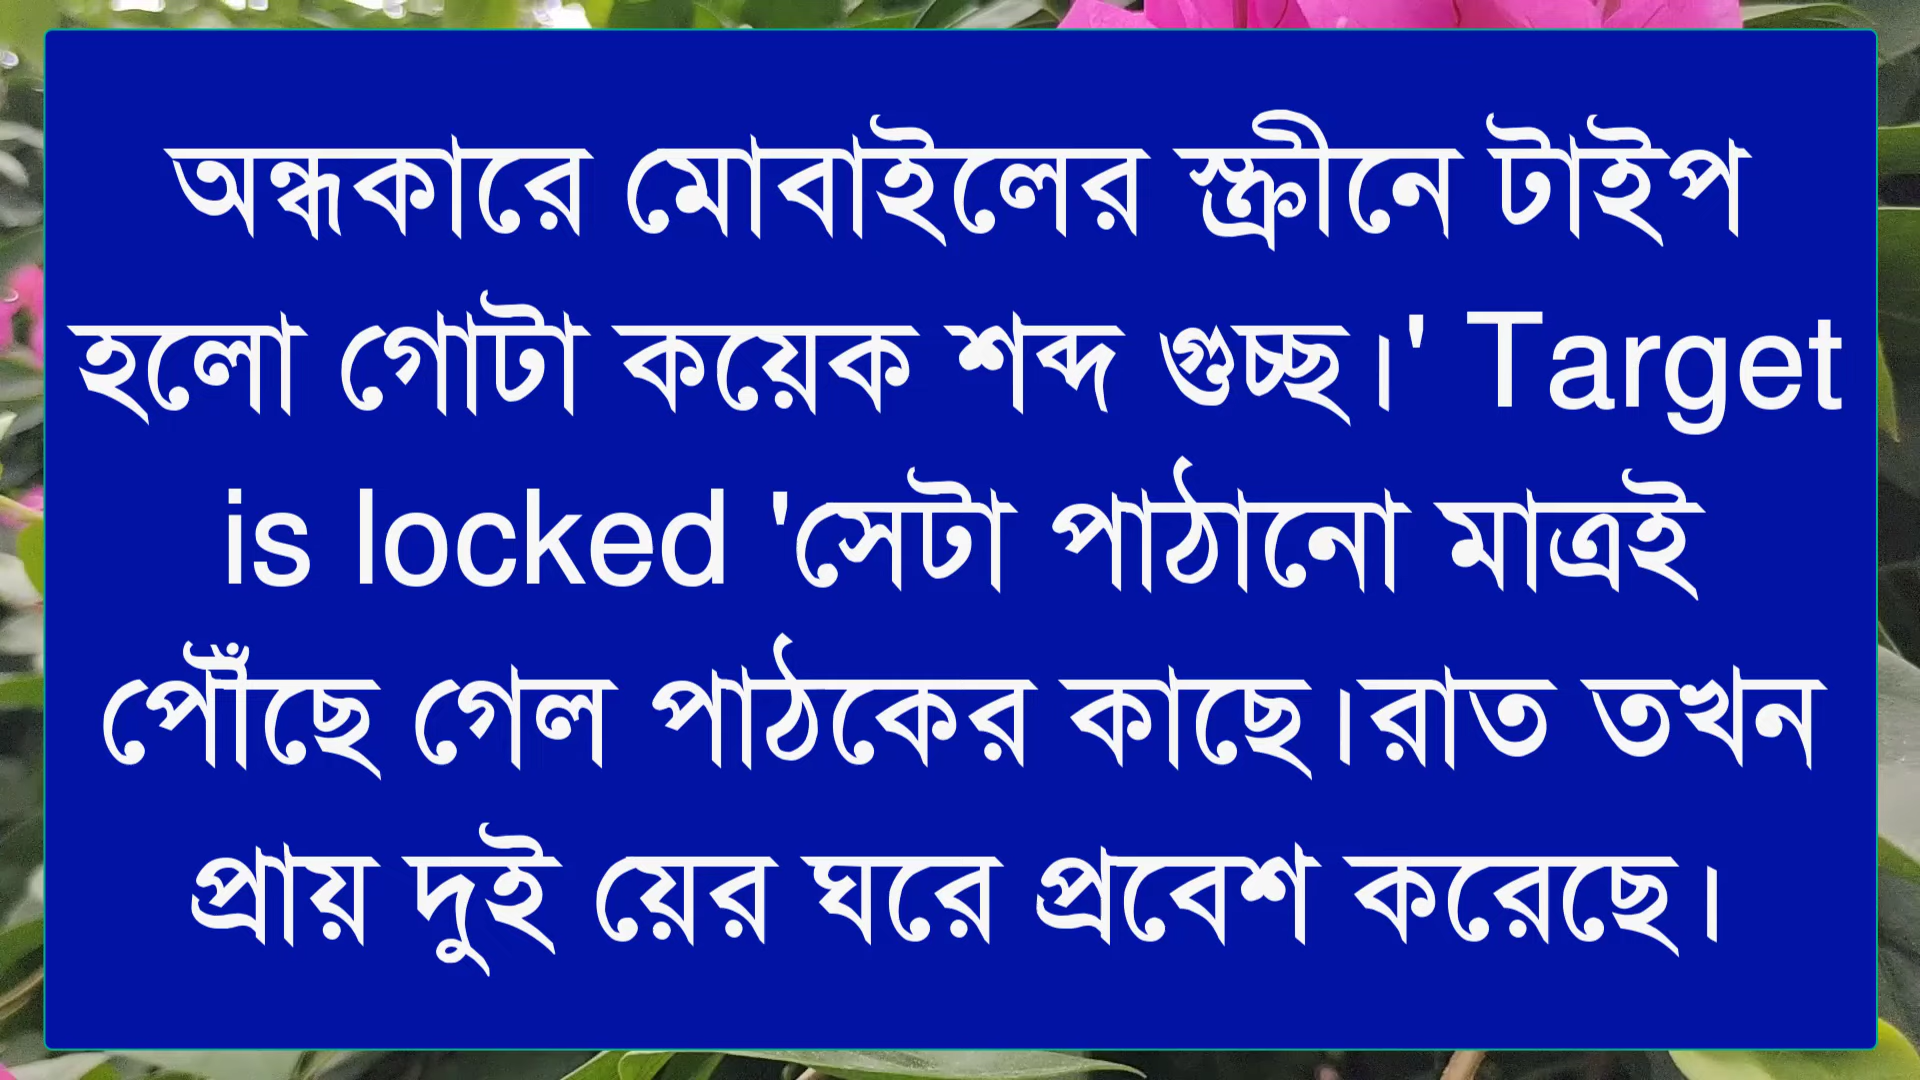 অন্ধকারে মোবাইলের স্ক্রীনে টাইপ
হলো গোটা কয়েক শব্দ গুচ্ছ।' Target
is locked 'সেটা পাঠানো মাত্রই
পৌঁছে গেল পাঠকের কাছে।রাত তখন
প্রায় দুই য়ের ঘরে প্রবেশ করেছে।